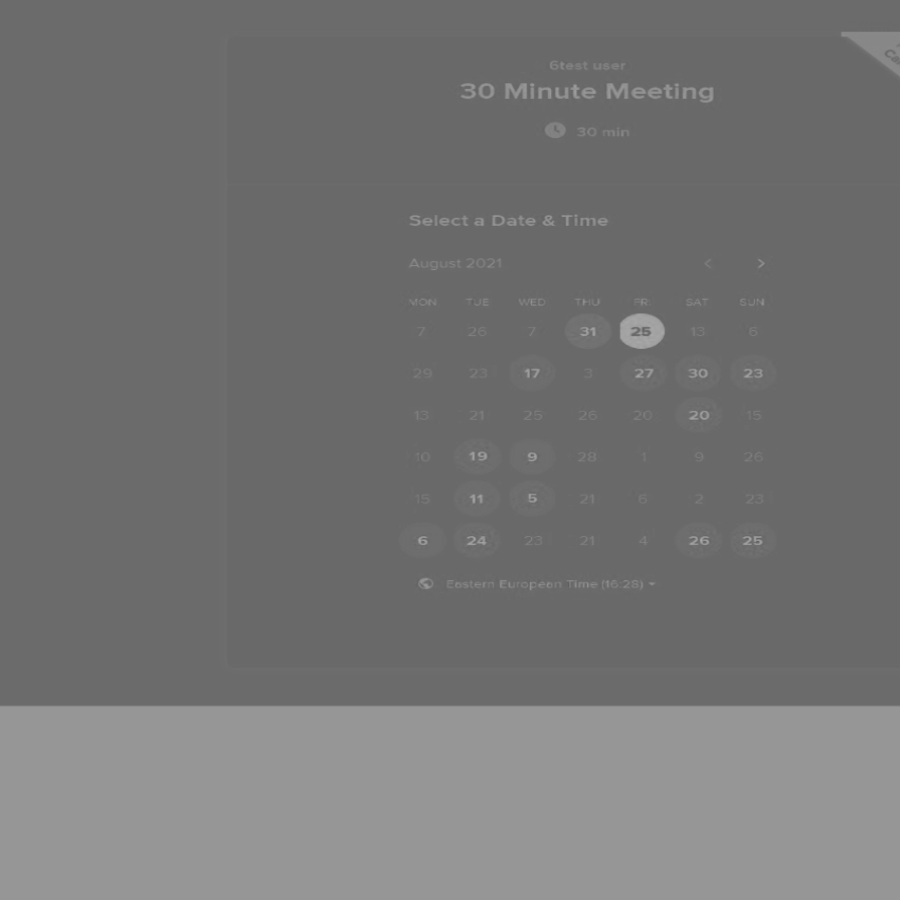 6test user
30 Minute Meeting
30 min
Select a Date & Time
August 2021
MON TUE WED THU FRI SAT SUN
7 26 7 31 25 13 6
29 23 17 3 27 30 23
13 21 25 26 20 20 15
10 19 9 28 1 9 26
15 11 5 21 6 2 23
6 24 23 21 4 26 25
Eastern European Time (16:28)